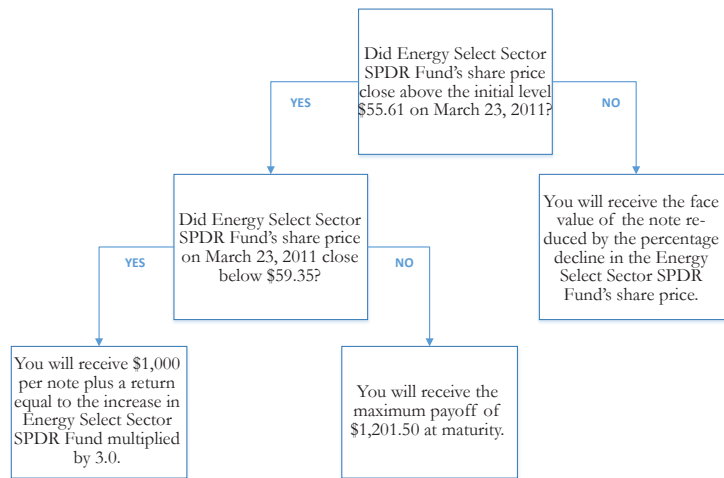 Did Energy Select Sector
SPDR Fund's share price
close above the initial level
$55.61 on March 23, 2011?
YES
NO
Did Energy Select Sector
SPDR Fund's share price
on March 23, 2011 close
below $59.35?
You will receive the face
value of the note re-
duced by the percentage
decline in the Energy
Select Sector SPDR
Fund's share price.
YES
NO
You will receive $1,000
per note plus a return
equal to the increase in
Energy Select Sector
SPDR Fund multiplied
by 3.0.
You will receive the
maximum payoff of
$1,201.50 at maturity.